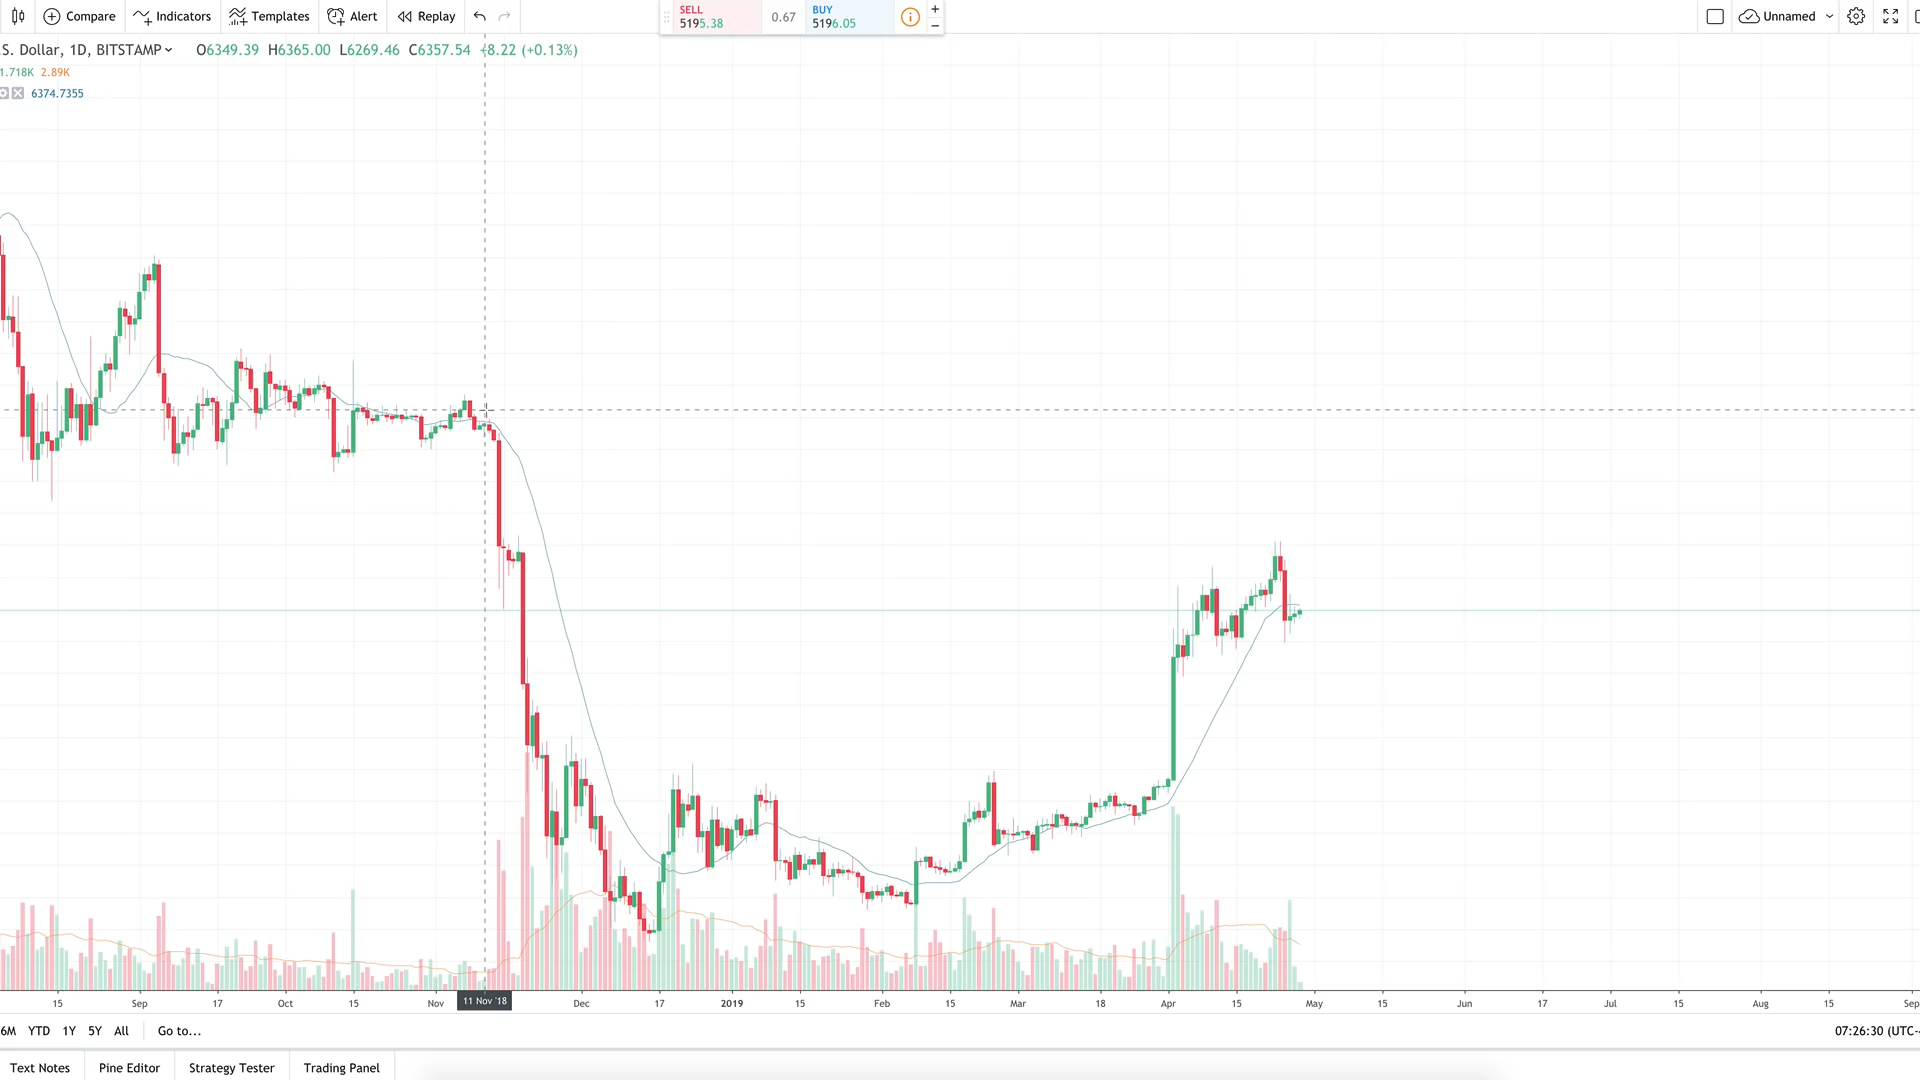 Compare Indicators Templates Alert Replay SELL 5195.38 0.67 BUY 5196.05 + − Unnamed
S. Dollar, 1D, BITSTAMP O6349.39 H6365.00 L6269.46 C6357.54 +8.22 (+0.13%)
1.718K 2.89K
6374.7355
15 Sep 17 Oct 15 Nov 11 Nov '18 Dec 17 2019 15 Feb 15 Mar 18 Apr 15 May 15 Jun 17 Jul 15 Aug 15 Sep
6M YTD 1Y 5Y All Go to... 07:26:30 (UTC-
Text Notes Pine Editor Strategy Tester Trading Panel